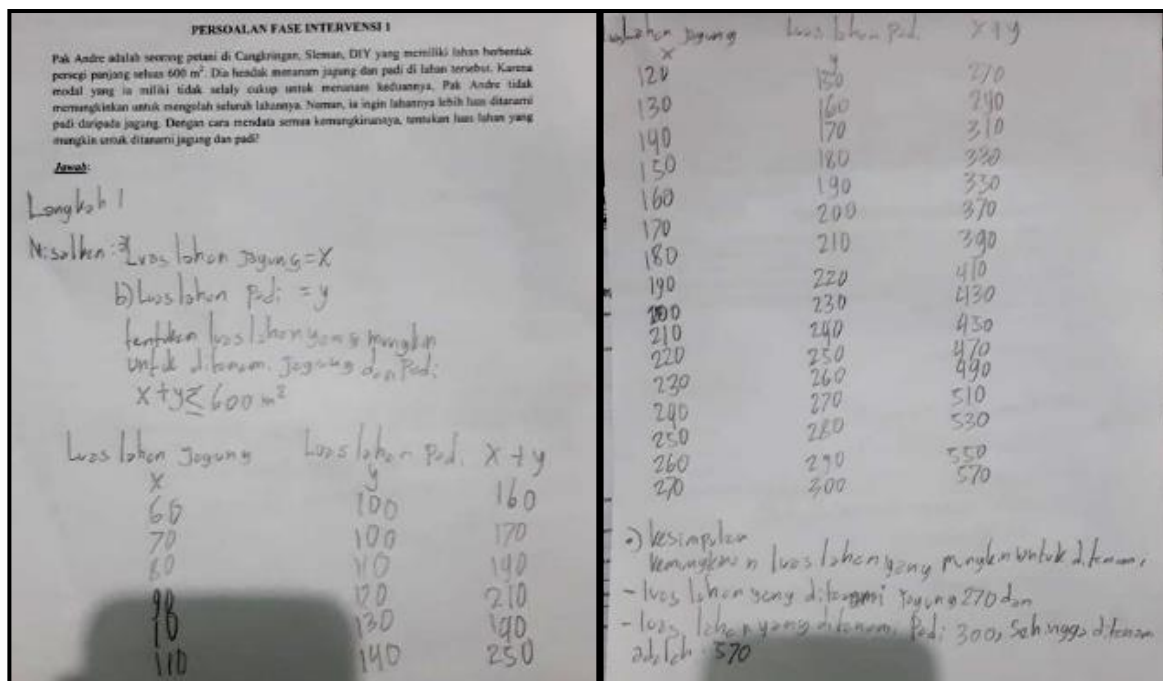 PERSOALAN FASE INTERVENSI 1
Pak Andre adalah seorang petani di Cangkringan, Sleman, DIY yang memiliki lahan berbentuk
persegi panjang seluas 600 m². Dia hendak menanam jagung dan padi di lahan tersebut. Karena
modal yang ia miliki tidak selalu cukup untuk menanam keduanya, Pak Andre tidak
memungkinkan untuk mengolah seluruh lahannya. Namun, ia ingin lahannya lebih luas ditanami
padi daripada jagung. Dengan cara mendata semua kemungkinannya, tentukan luas lahan yang
mungkin untuk ditanami jagung dan padi?
Jawab:
Langkah 1
Misalkan: a) Luas lahan Jagung = X
b) Luas lahan Padi = y
tentukan luas lahan yang mungkin
untuk ditanami Jagung dan Padi
X + y ≤ 600 m²
Luas lahan Jagung Luas lahan Padi X + y
X y
60 100 160
70 100 170
80 110 190
90 120 210
130 190
110 140 250
lahan Jagung Luas lahan Padi X + y
X y
120 150 270
130 160 290
140 170 310
150 180 330
160 190 350
170 200 370
180 210 390
190 220 410
200 230 430
210 240 450
220 250 470
230 260 490
240 270 510
250 280 530
260 290 550
270 300 570
kesimpulan
kemungkinan luas lahan yang mungkin untuk ditanami
- luas lahan yang ditanami Jagung 270 dan
- luas lahan yang ditanami Padi 300, Sehingga ditanam
adalah 570